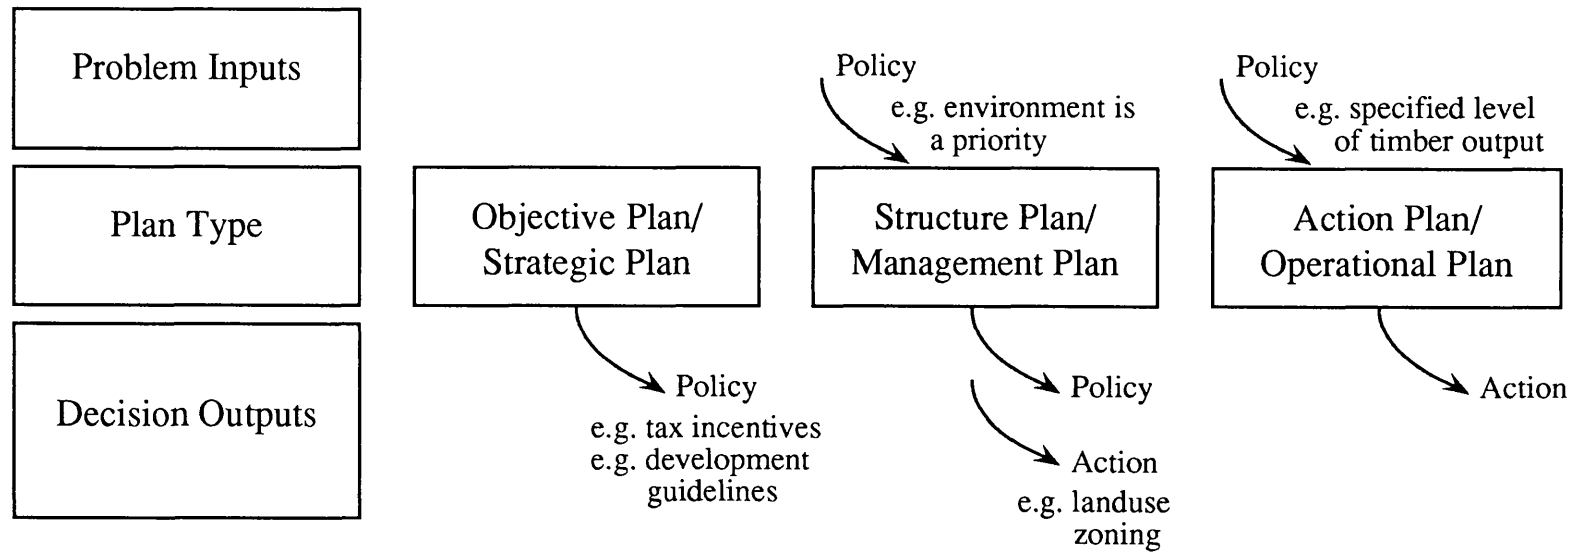 Problem Inputs
Policy
e.g. environment is
a priority
Policy
e.g. specified level
of timber output
Plan Type
Objective Plan/
Strategic Plan
Structure Plan/
Management Plan
Action Plan/
Operational Plan
Decision Outputs
Policy
e.g. tax incentives
e.g. development
guidelines
Policy
Action
e.g. landuse
zoning
Action